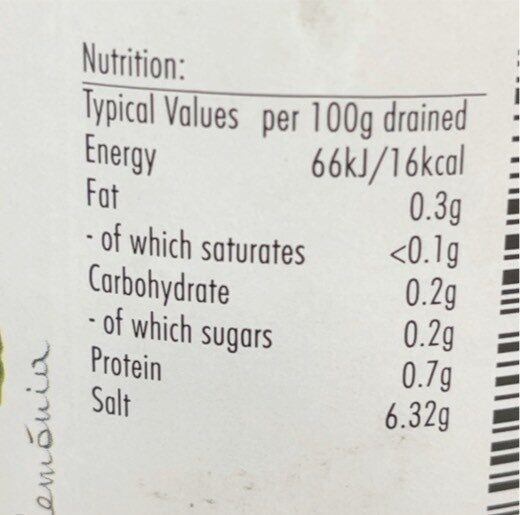 Nutrition:
Typical Values per 100g drained
Energy 66kJ/16kcal
Fat 0.3g
- of which saturates <0.1g
Carbohydrate 0.2g
- of which sugars 0.2g
Protein 0.7g
Salt 6.32g